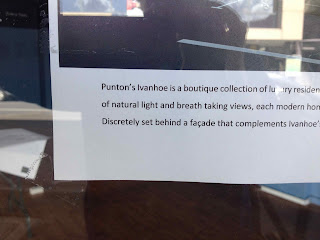 Punton's Ivanhoe is a boutique collection of luxury residen
of natural light and breath taking views, each modern hom
Discretely set behind a façade that complements Ivanhoe's